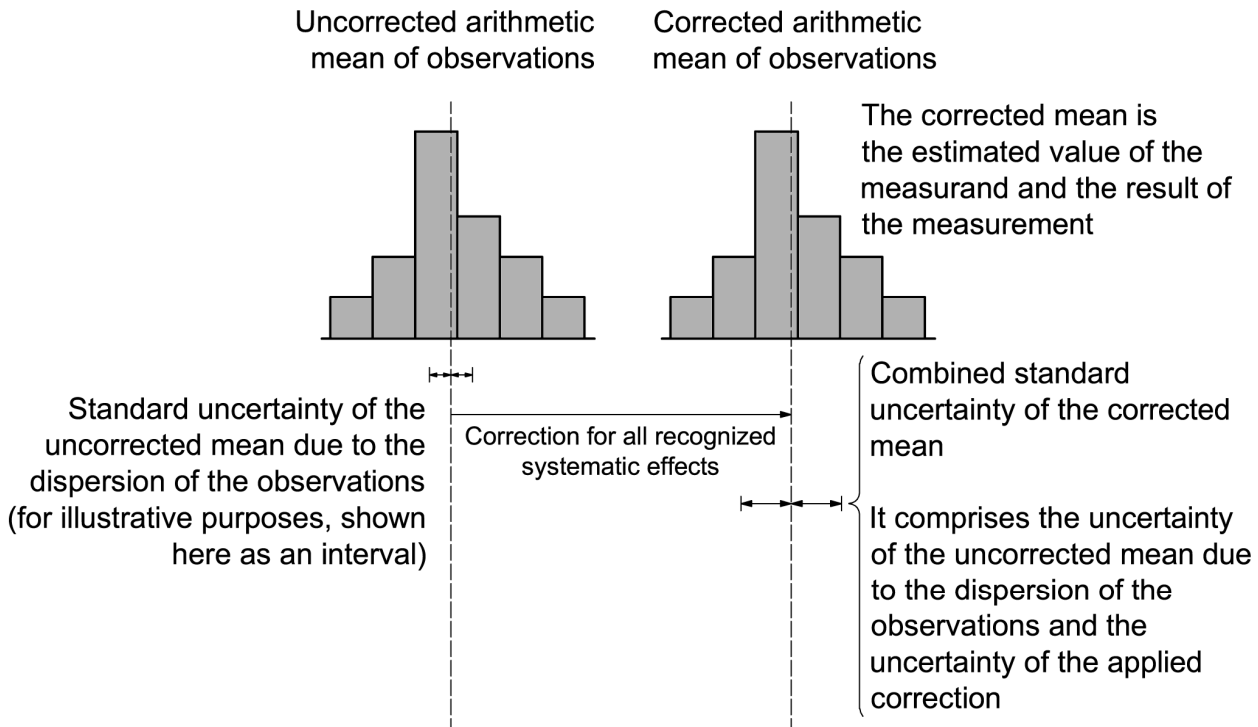 Uncorrected arithmetic
mean of observations
Corrected arithmetic
mean of observations
The corrected mean is
the estimated value of the
measurand and the result of
the measurement
Standard uncertainty of the
uncorrected mean due to the
dispersion of the observations
(for illustrative purposes, shown
here as an interval)
Correction for all recognized
systematic effects
Combined standard
uncertainty of the corrected
mean
It comprises the uncertainty
of the uncorrected mean due
to the dispersion of the
observations and the
uncertainty of the applied
correction